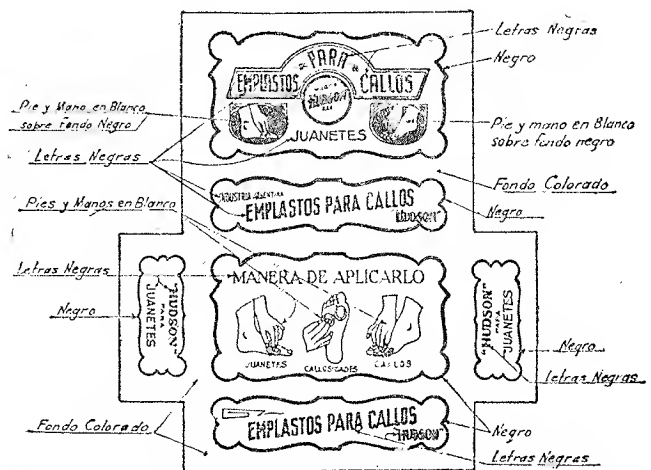 Letras Negras
Negro
PARA
EMPLASTOS
CALLOS
HUDSON
JUANETES
Pie y Mano en Blanco
sobre Fondo Negro
Pie y mano en Blanco
sobre fondo negro
Letras Negras
Fondo Colorado
INDUSTRIA ARGENTINA
EMPLASTOS PARA CALLOS
"HUDSON"
Negro
Pies y Manos en Blanco
Letras Negras
MANERA DE APLICARLO
JUANETES
CALLOSIDADES
CALLOS
Negro
"HUDSON"
PARA
JUANETES
"HUDSON"
PARA
JUANETES
Negro
Letras Negras
Fondo Colorado
EMPLASTOS PARA CALLOS
"HUDSON"
Negro
Letras Negras